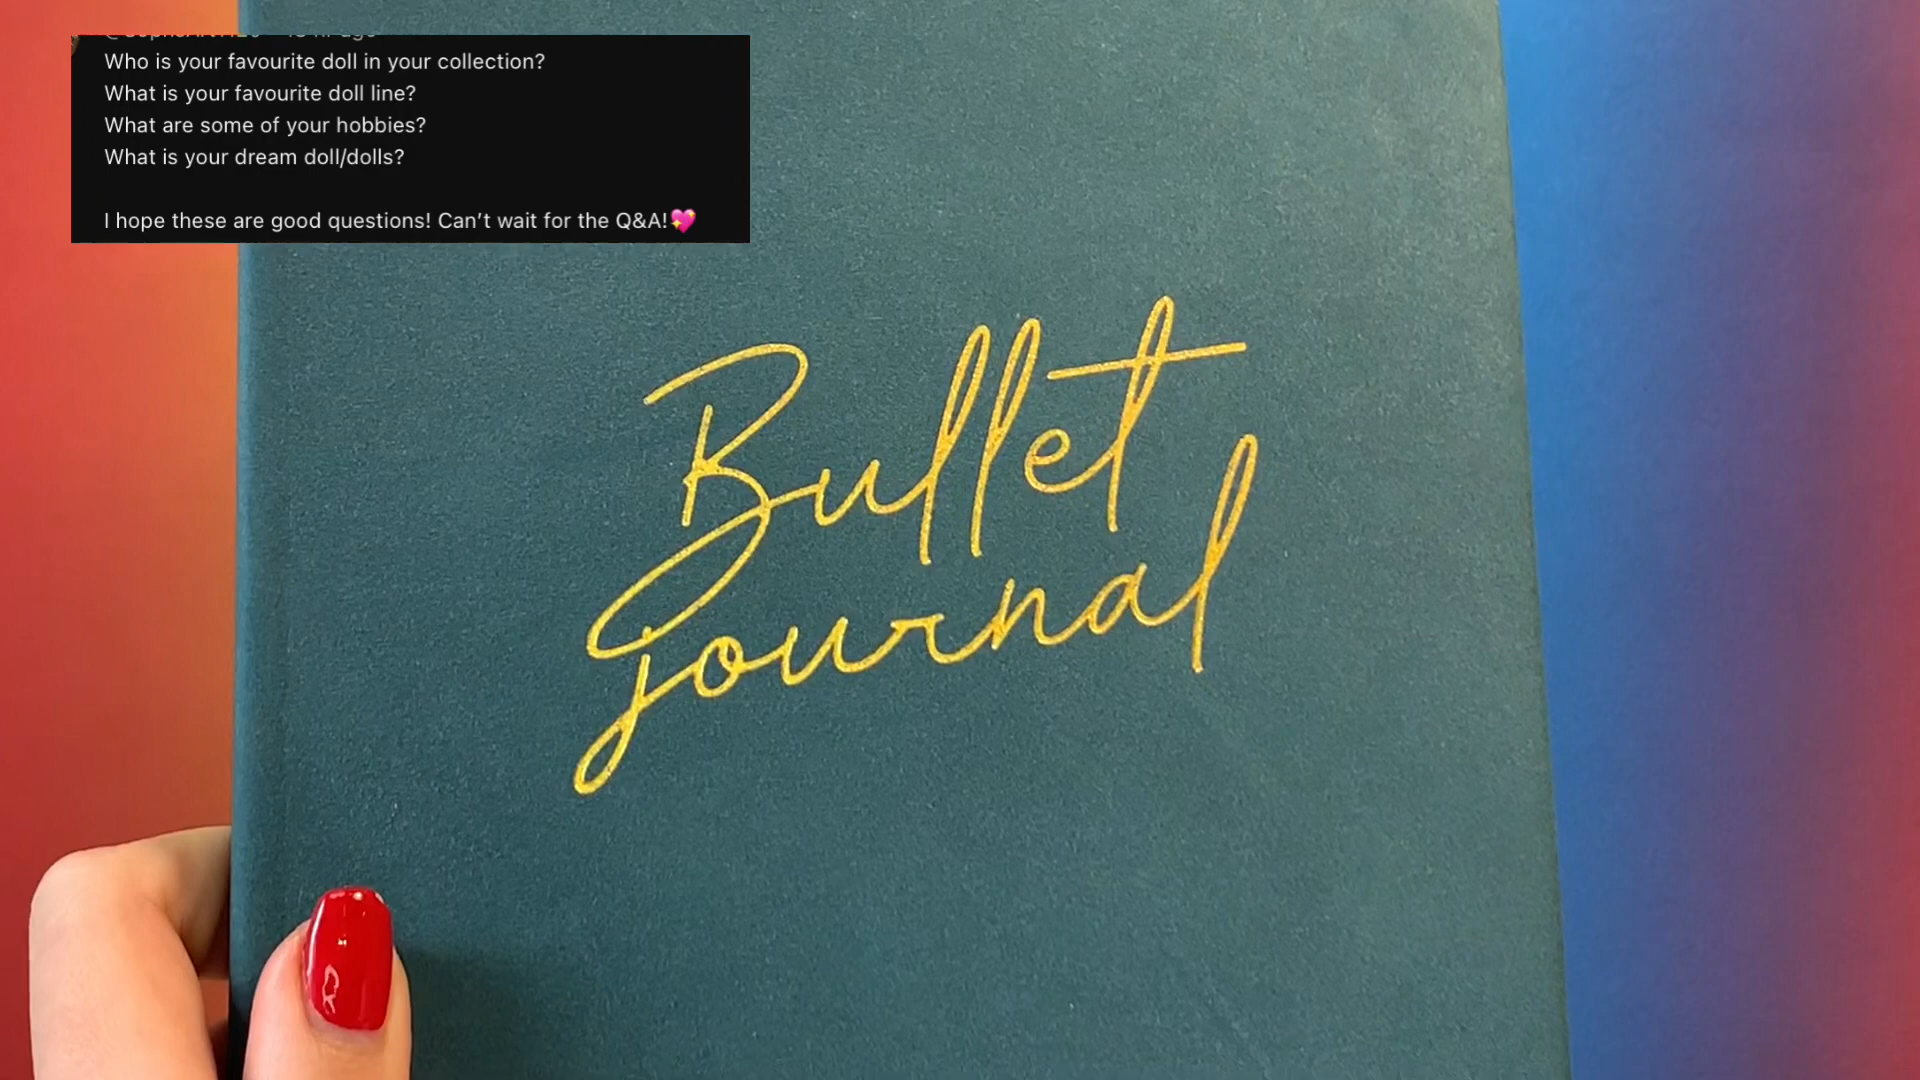 Who is your favourite doll in your collection?
What is your favourite doll line?
What are some of your hobbies?
What is your dream doll/dolls?
I hope these are good questions! Can’t wait for the Q&A!💖
Bullet
journal